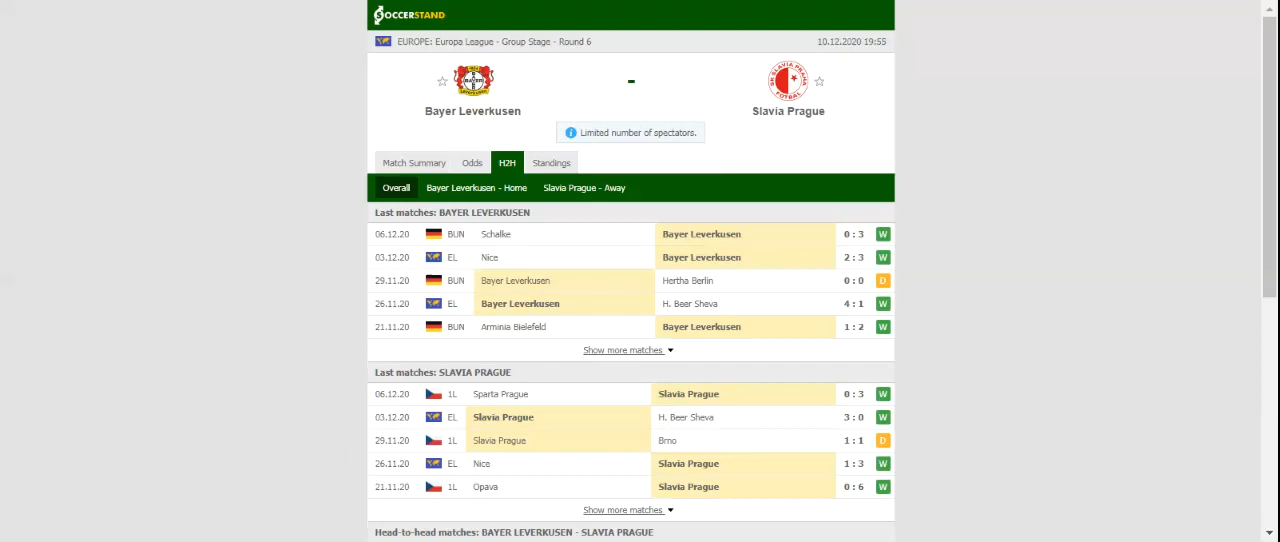 SOCCERSTAND
EUROPE: Europa League - Group Stage - Round 6 10.12.2020 19:55
-
Bayer Leverkusen Slavia Prague
Limited number of spectators.
Match Summary Odds H2H Standings
Overall Bayer Leverkusen - Home Slavia Prague - Away
Last matches: BAYER LEVERKUSEN
06.12.20 BUN Schalke Bayer Leverkusen 0 : 3 W
03.12.20 EL Nice Bayer Leverkusen 2 : 3 W
29.11.20 BUN Bayer Leverkusen Hertha Berlin 0 : 0 D
26.11.20 EL Bayer Leverkusen H. Beer Sheva 4 : 1 W
21.11.20 BUN Arminia Bielefeld Bayer Leverkusen 1 : 2 W
Show more matches
Last matches: SLAVIA PRAGUE
06.12.20 1L Sparta Prague Slavia Prague 0 : 3 W
03.12.20 EL Slavia Prague H. Beer Sheva 3 : 0 W
29.11.20 1L Slavia Prague Brno 1 : 1 D
26.11.20 EL Nice Slavia Prague 1 : 3 W
21.11.20 1L Opava Slavia Prague 0 : 6 W
Show more matches
Head-to-head matches: BAYER LEVERKUSEN - SLAVIA PRAGUE